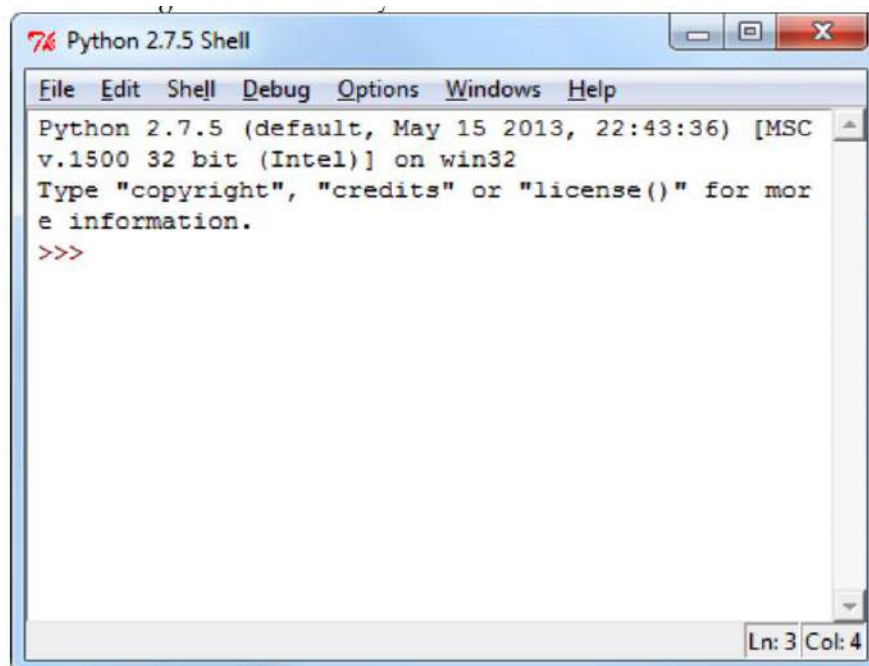 Python 2.7.5 Shell
File Edit Shell Debug Options Windows Help
Python 2.7.5 (default, May 15 2013, 22:43:36) [MSC
v.1500 32 bit (Intel)] on win32
Type "copyright", "credits" or "license()" for mor
e information.
>>>
Ln: 3 Col: 4